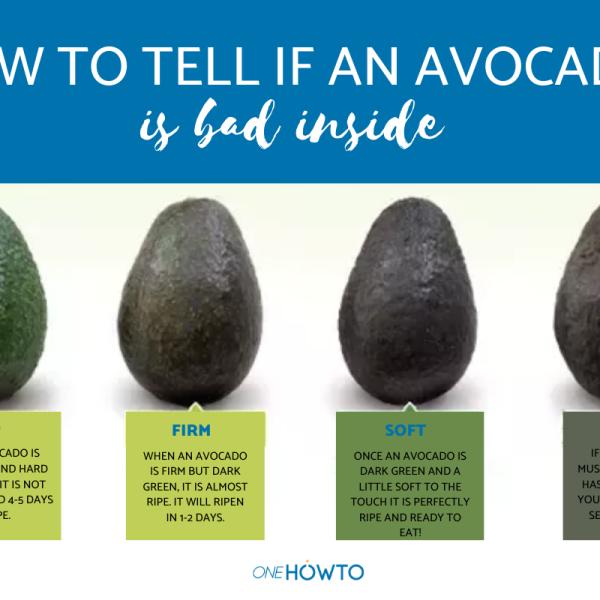 W TO TELL IF AN AVOCAD
is bad inside
FIRM
WHEN AN AVOCADO
IS FIRM BUT DARK
GREEN, IT IS ALMOST
RIPE. IT WILL RIPEN
IN 1-2 DAYS.
SOFT
ONCE AN AVOCADO IS
DARK GREEN AND A
LITTLE SOFT TO THE
TOUCH IT IS PERFECTLY
RIPE AND READY TO
EAT!
CADO IS
ND HARD
IT IS NOT
D 4-5 DAYS
PE.
IF
MUS
HAS
YOU
SE
ONEHOWTO